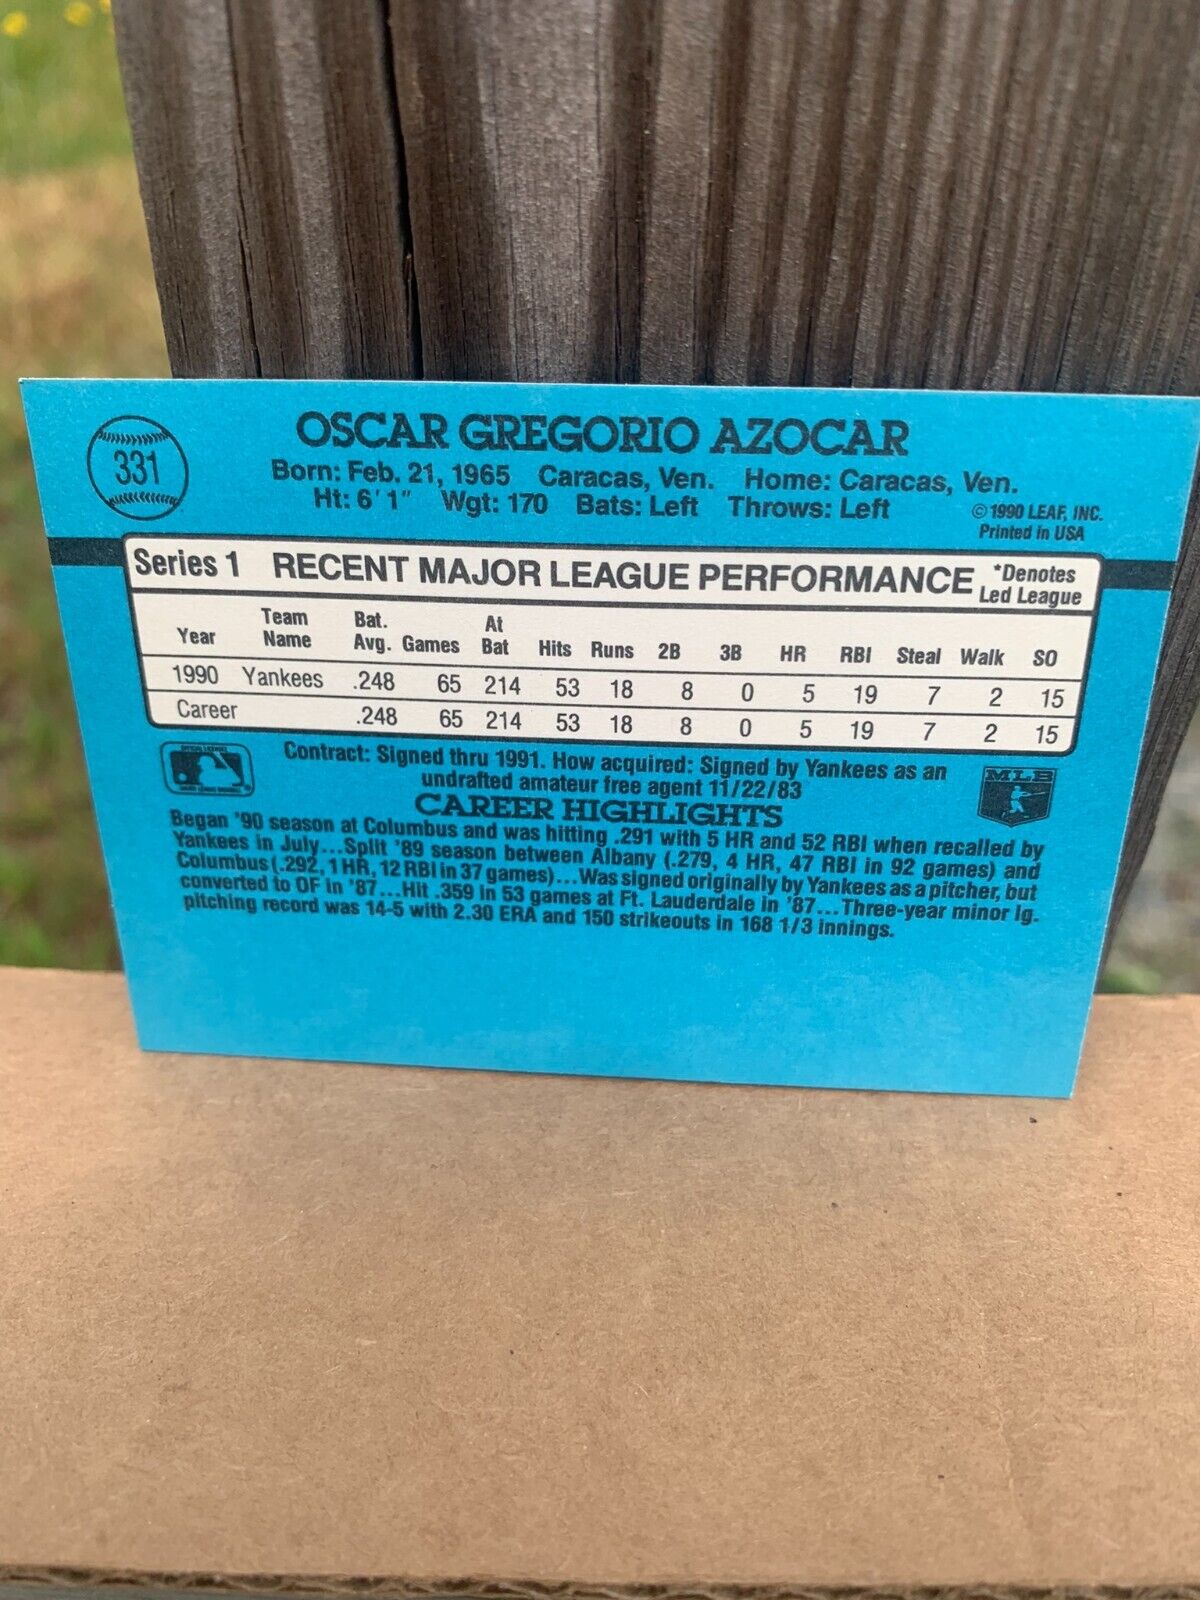 331
OSCAR GREGORIO AZOCAR
Born: Feb. 21, 1965 Caracas, Ven. Home: Caracas, Ven.
Ht: 6' 1" Wgt: 170 Bats: Left Throws: Left
© 1990 LEAF, INC.
Printed in USA
Series 1 RECENT MAJOR LEAGUE PERFORMANCE *Denotes Led League
Year Team Name Bat. Avg. Games At Bat Hits Runs 2B 3B HR RBI Steal Walk SO
1990 Yankees .248 65 214 53 18 8 0 5 19 7 2 15
Career .248 65 214 53 18 8 0 5 19 7 2 15
Contract: Signed thru 1991. How acquired: Signed by Yankees as an
undrafted amateur free agent 11/22/83
MLB
CAREER HIGHLIGHTS
Began '90 season at Columbus and was hitting .291 with 5 HR and 52 RBI when recalled by
Yankees in July...Split '89 season between Albany (.279, 4 HR, 47 RBI in 92 games) and
Columbus (.292, 1 HR, 12 RBI in 37 games)...Was signed originally by Yankees as a pitcher, but
converted to OF in '87...Hit .359 in 53 games at Ft. Lauderdale in '87...Three-year minor lg.
pitching record was 14-5 with 2.30 ERA and 150 strikeouts in 168 1/3 innings.